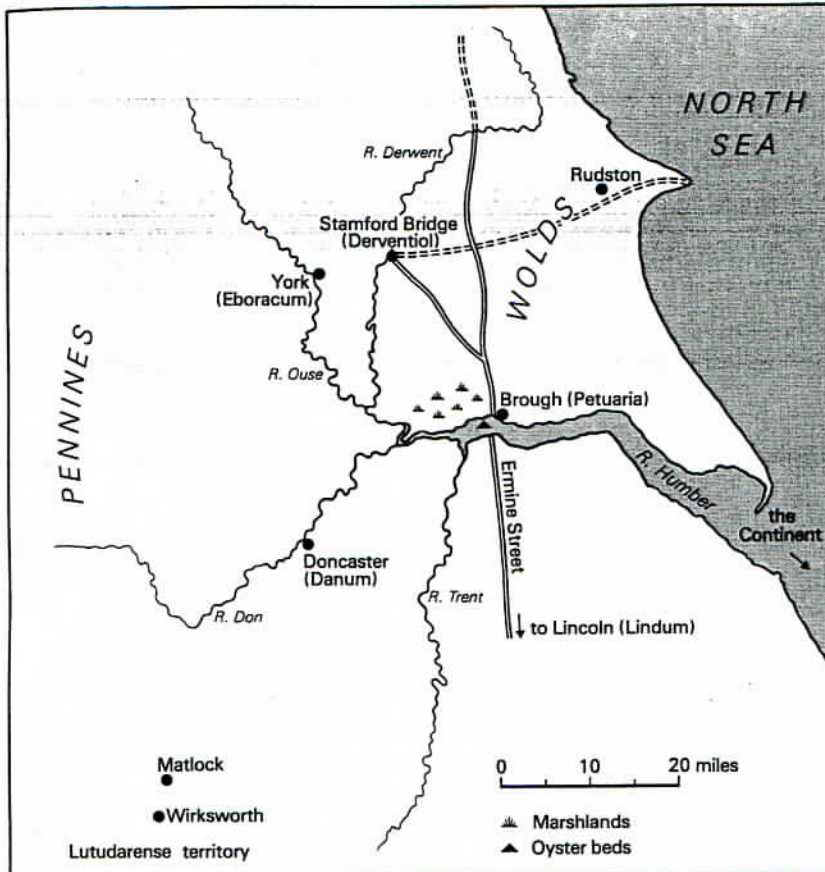 NORTH
SEA
R. Derwent
Rudston
Stamford Bridge
(Derventiol)
WOLDS
York
(Eboracum)
PENNINES
R. Ouse
Brough (Petuaria)
R. Humber
Ermine Street
the
Continent
Doncaster
(Danum)
R. Don
R. Trent
to Lincoln (Lindum)
Matlock
0 10 20 miles
Wirksworth
Marshlands
Lutudarense territory
Oyster beds